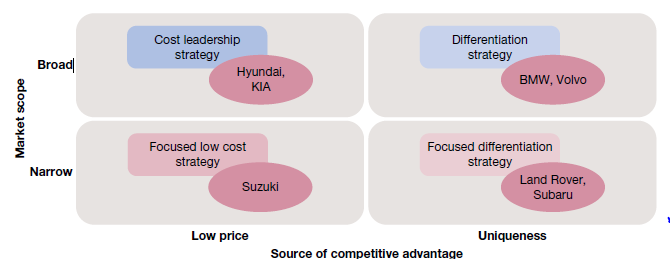 Cost leadership
strategy
Hyundai,
KIA
Differentiation
strategy
BMW, Volvo
Broad
Market scope
Focused low cost
strategy
Suzuki
Focused differentiation
strategy
Land Rover,
Subaru
Narrow
Low price
Uniqueness
Source of competitive advantage